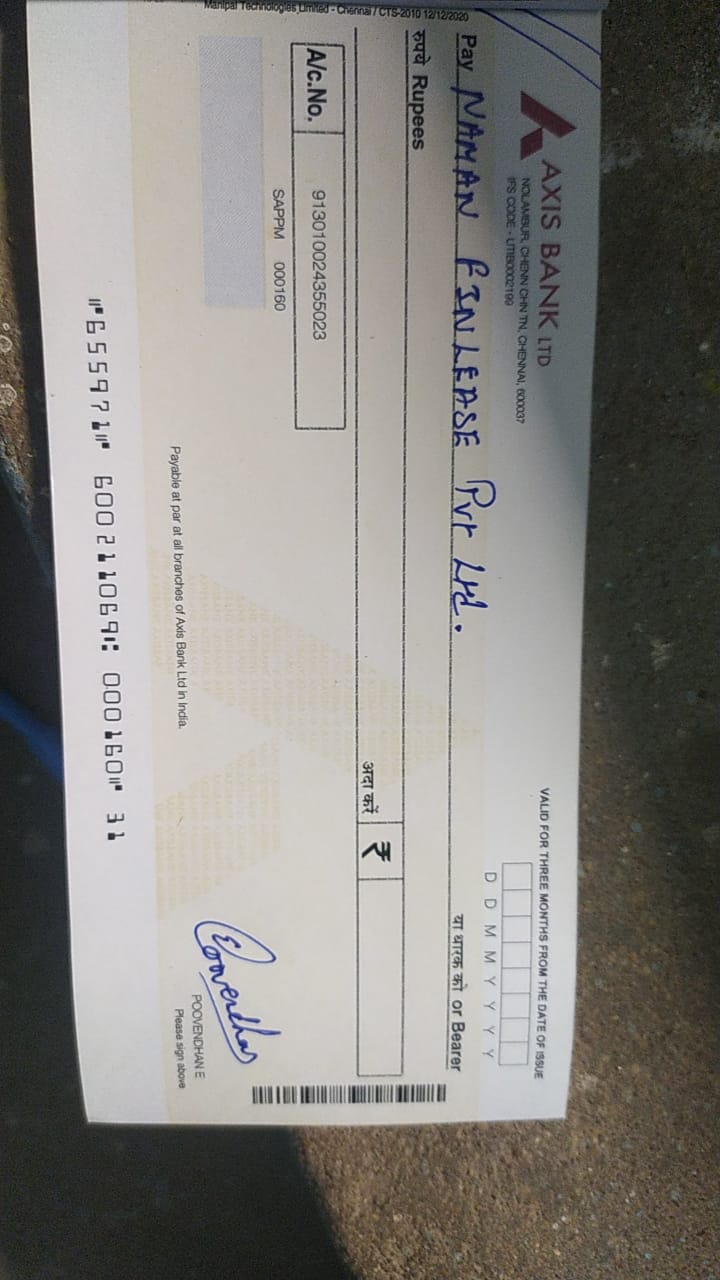 AXIS BANK LTD
NOLAMBUR, CHENN CHN TN, CHENNAI, 600037
IFS CODE - UTIB0002199
VALID FOR THREE MONTHS FROM THE DATE OF ISSUE
D D M M Y Y Y Y
Pay NAMAN FINLEASE Pvt Ltd. या धारक को or Bearer
रुपये Rupees
अदा करें ₹
A/c.No. 913010024355023
SAPPM 000160
POOVENDHAN E
Please sign above
Payable at par at all branches of Axis Bank Ltd in India.
⑈655971⑈ 600211069⑆ 000160⑈ 31
Manipal Technologies Limited - Chennai / CTS-2010 12/12/2020